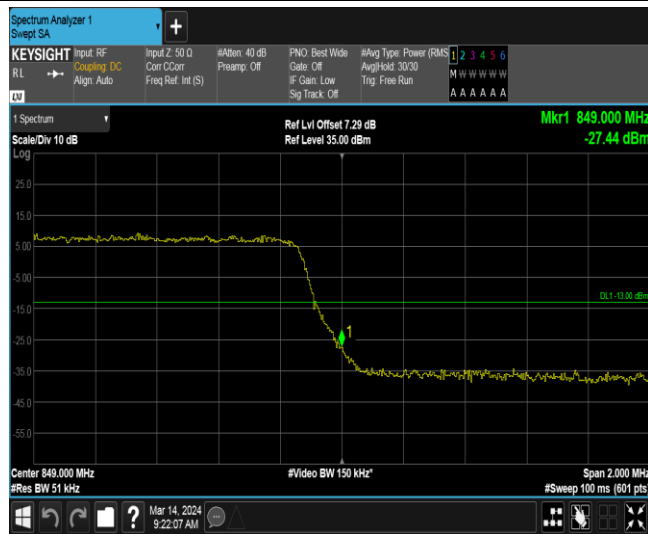 Spectrum Analyzer 1
Swept SA
+
KEYSIGHT
RL
Input: RF
Coupling: DC
Align: Auto
Input Z: 50 Ω
Corr CCorr
Freq Ref: Int (S)
#Atten: 40 dB
Preamp: Off
PNO: Best Wide
Gate: Off
IF Gain: Low
Sig Track: Off
#Avg Type: Power (RMS
Avg|Hold: 30/30
Trig: Free Run
1 2 3 4 5 6
M W W W W W
A A A A A A
1 Spectrum
Scale/Div 10 dB
Log
Ref Lvl Offset 7.29 dB
Ref Level 35.00 dBm
Mkr1 849.000 MHz
-27.44 dBm
25.0
15.0
5.00
-5.00
-15.0
-25.0
-35.0
-45.0
-55.0
DL1 -13.00 dBm
1
Center 849.000 MHz
#Res BW 51 kHz
#Video BW 150 kHz*
Span 2.000 MHz
#Sweep 100 ms (601 pts)
?
Mar 14, 2024
9:22:07 AM